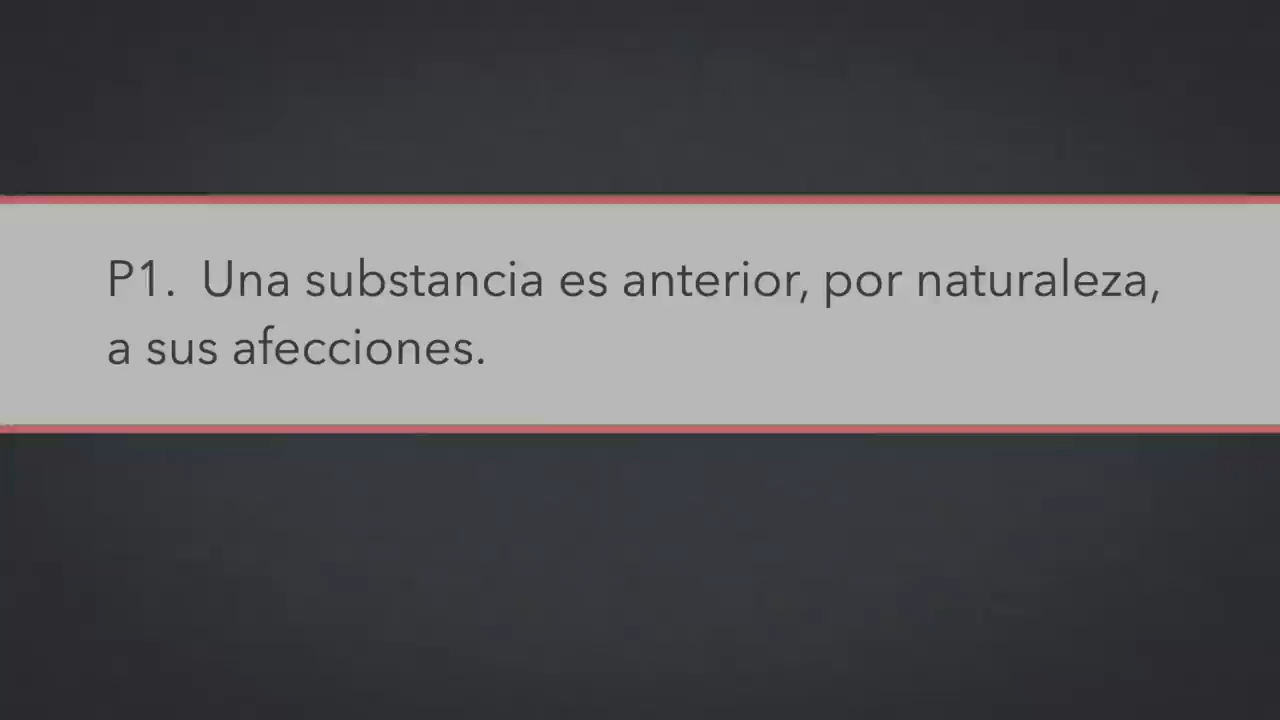 P1. Una substancia es anterior, por naturaleza,
a sus afecciones.